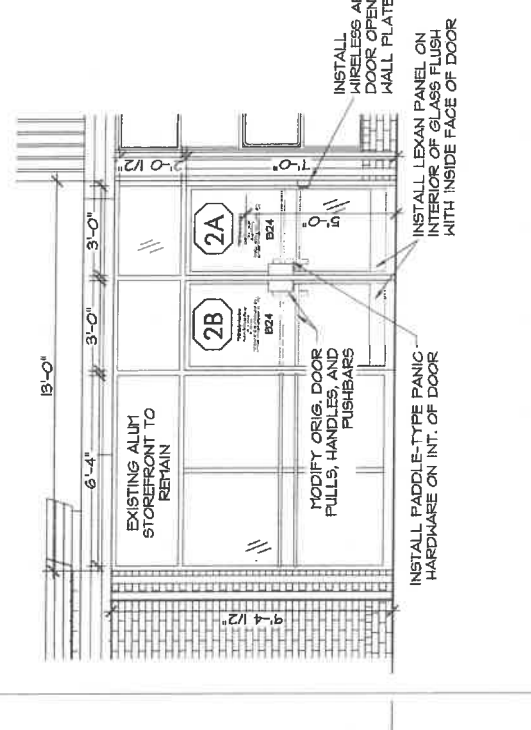 13'-0"
6'-4"
3'-0"
3'-0"
2'-0 1/2"
7'-0"
5'-0"
9'-4 1/2"
EXISTING ALUM
STOREFRONT TO
REMAIN
2B
B24
2A
B24
MODIFY ORIG. DOOR
PULLS, HANDLES, AND
PUSHBARS
INSTALL PADDLE-TYPE PANIC
HARDWARE ON INT. OF DOOR
INSTALL
WIRELESS
DOOR OPEN
WALL PLATE
INSTALL LEXAN PANEL ON
INTERIOR OF GLASS FLUSH
WITH INSIDE FACE OF DOOR